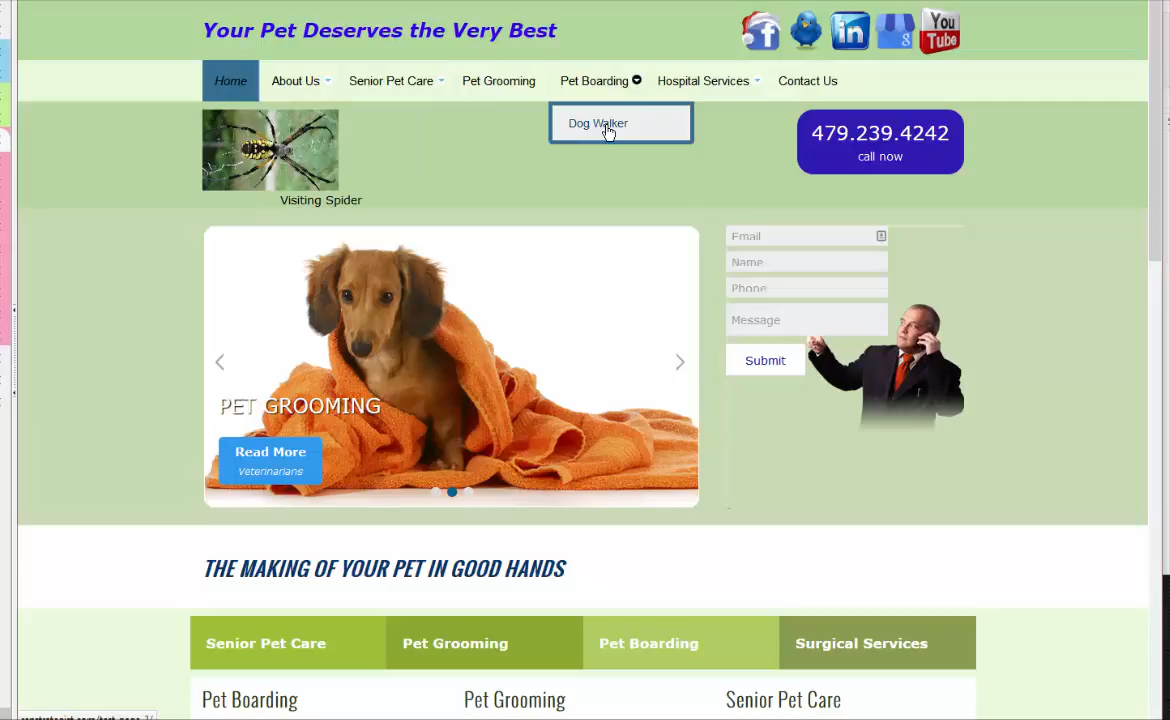 Your Pet Deserves the Very Best
f
in
g
You
Tube
Home About Us Senior Pet Care Pet Grooming Pet Boarding Hospital Services Contact Us
Dog Walker
479.239.4242
call now
Visiting Spider
Email
Name
Phone
Message
Submit
PET GROOMING
Read More
Veterinarians
THE MAKING OF YOUR PET IN GOOD HANDS
Senior Pet Care Pet Grooming Pet Boarding Surgical Services
Pet Boarding Pet Grooming Senior Pet Care